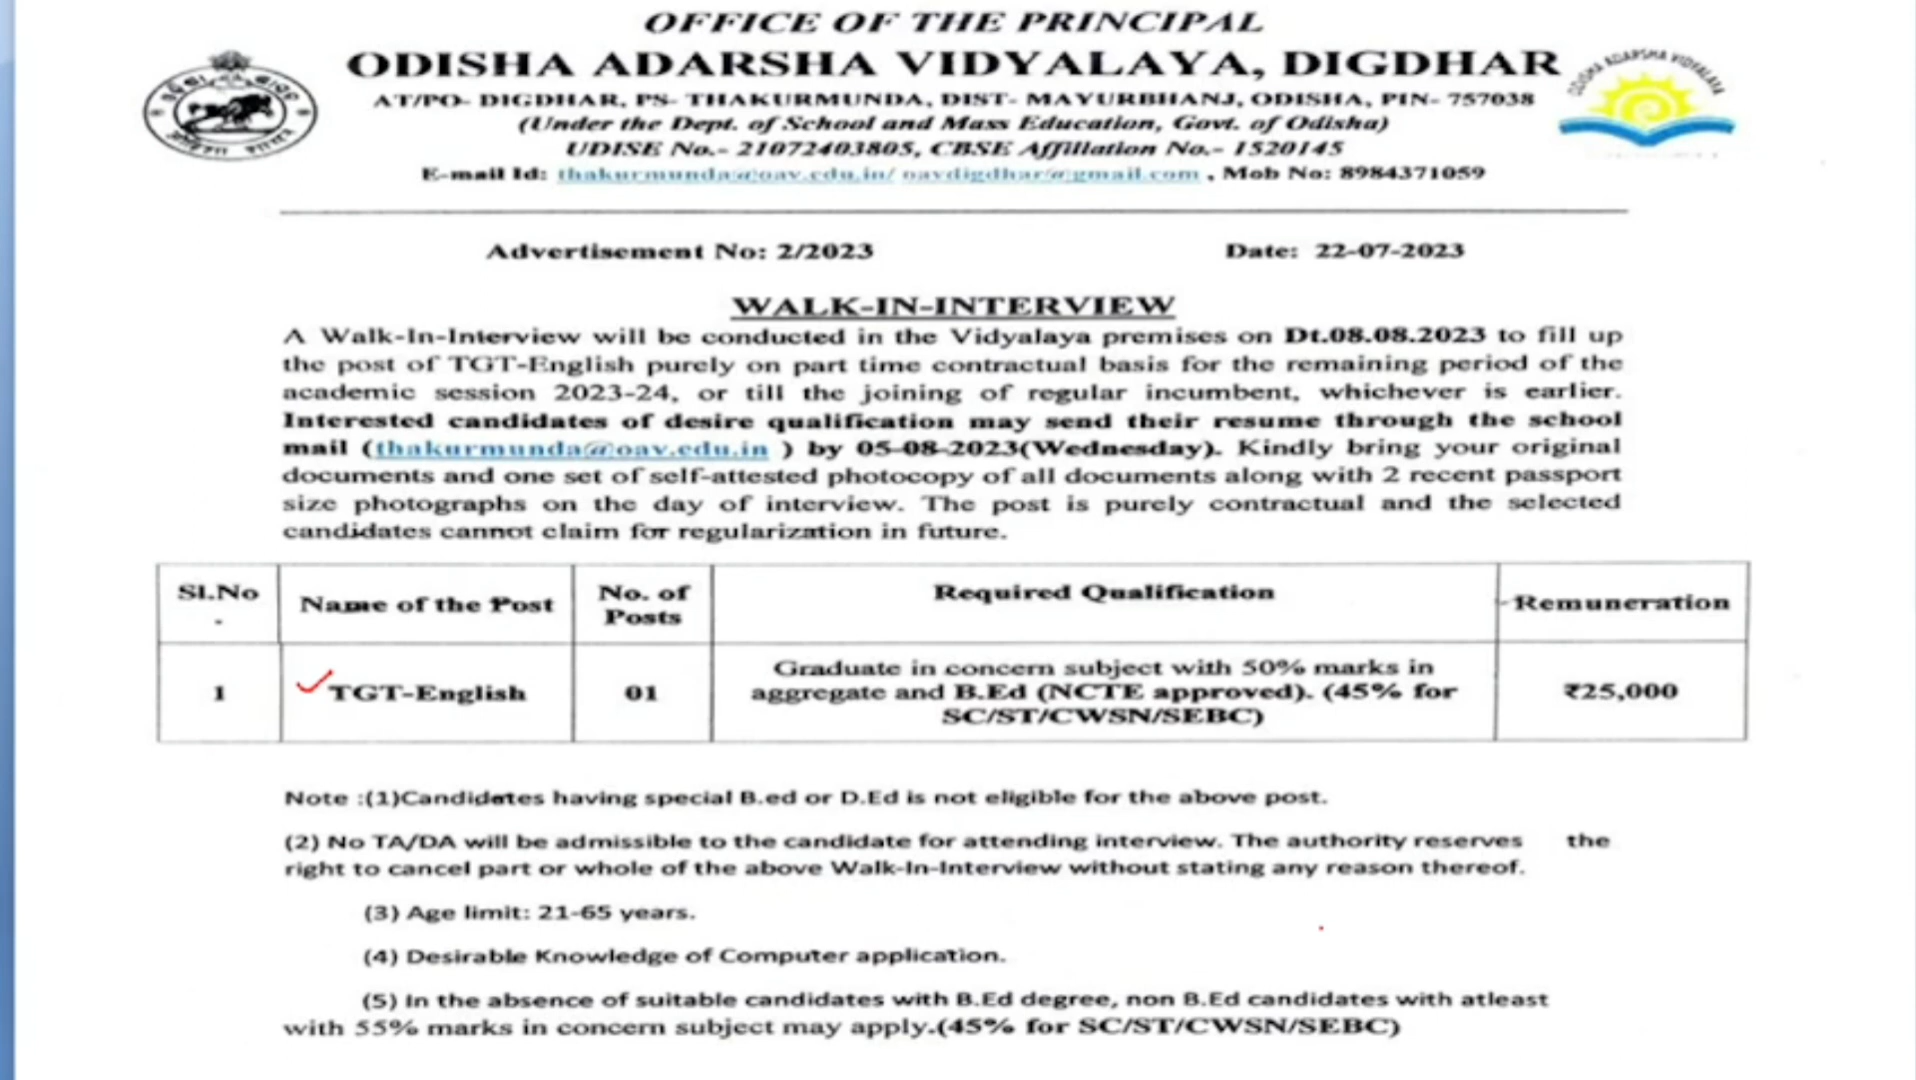 OFFICE OF THE PRINCIPAL
ODISHA ADARSHA VIDYALAYA, DIGDHAR
ODISHA ADARSHA VIDYALAYA
AT/PO- DIGDHAR, PS- THAKURMUNDA, DIST- MAYURBHANJ, ODISHA, PIN- 757038
(Under the Dept. of School and Mass Education, Govt. of Odisha)
UDISE No.- 21072403805, CBSE Affillation No.- 1520145
E-mail Id: thakurmunda@oav.edu.in/ oavdigdhar@gmail.com , Mob No: 8984371059
Advertisement No: 2/2023 Date: 22-07-2023
WALK-IN-INTERVIEW
A Walk-In-Interview will be conducted in the Vidyalaya premises on Dt.08.08.2023 to fill up
the post of TGT-English purely on part time contractual basis for the remaining period of the
academic session 2023-24, or till the joining of regular incumbent, whichever is earlier.
Interested candidates of desire qualification may send their resume through the school
mail (thakurmunda@oav.edu.in ) by 05-08-2023(Wednesday). Kindly bring your original
documents and one set of self-attested photocopy of all documents along with 2 recent passport
size photographs on the day of interview. The post is purely contractual and the selected
candidates cannot claim for regularization in future.
Sl.No . Name of the Post No. of Posts Required Qualification Remuneration
1 TGT-English 01 Graduate in concern subject with 50% marks in
aggregate and B.Ed (NCTE approved). (45% for
SC/ST/CWSN/SEBC) ₹25,000
Note :(1)Candidates having special B.ed or D.Ed is not eligible for the above post.
(2) No TA/DA will be admissible to the candidate for attending interview. The authority reserves the
right to cancel part or whole of the above Walk-In-Interview without stating any reason thereof.
(3) Age limit: 21-65 years.
(4) Desirable Knowledge of Computer application.
(5) In the absence of suitable candidates with B.Ed degree, non B.Ed candidates with atleast
with 55% marks in concern subject may apply.(45% for SC/ST/CWSN/SEBC)